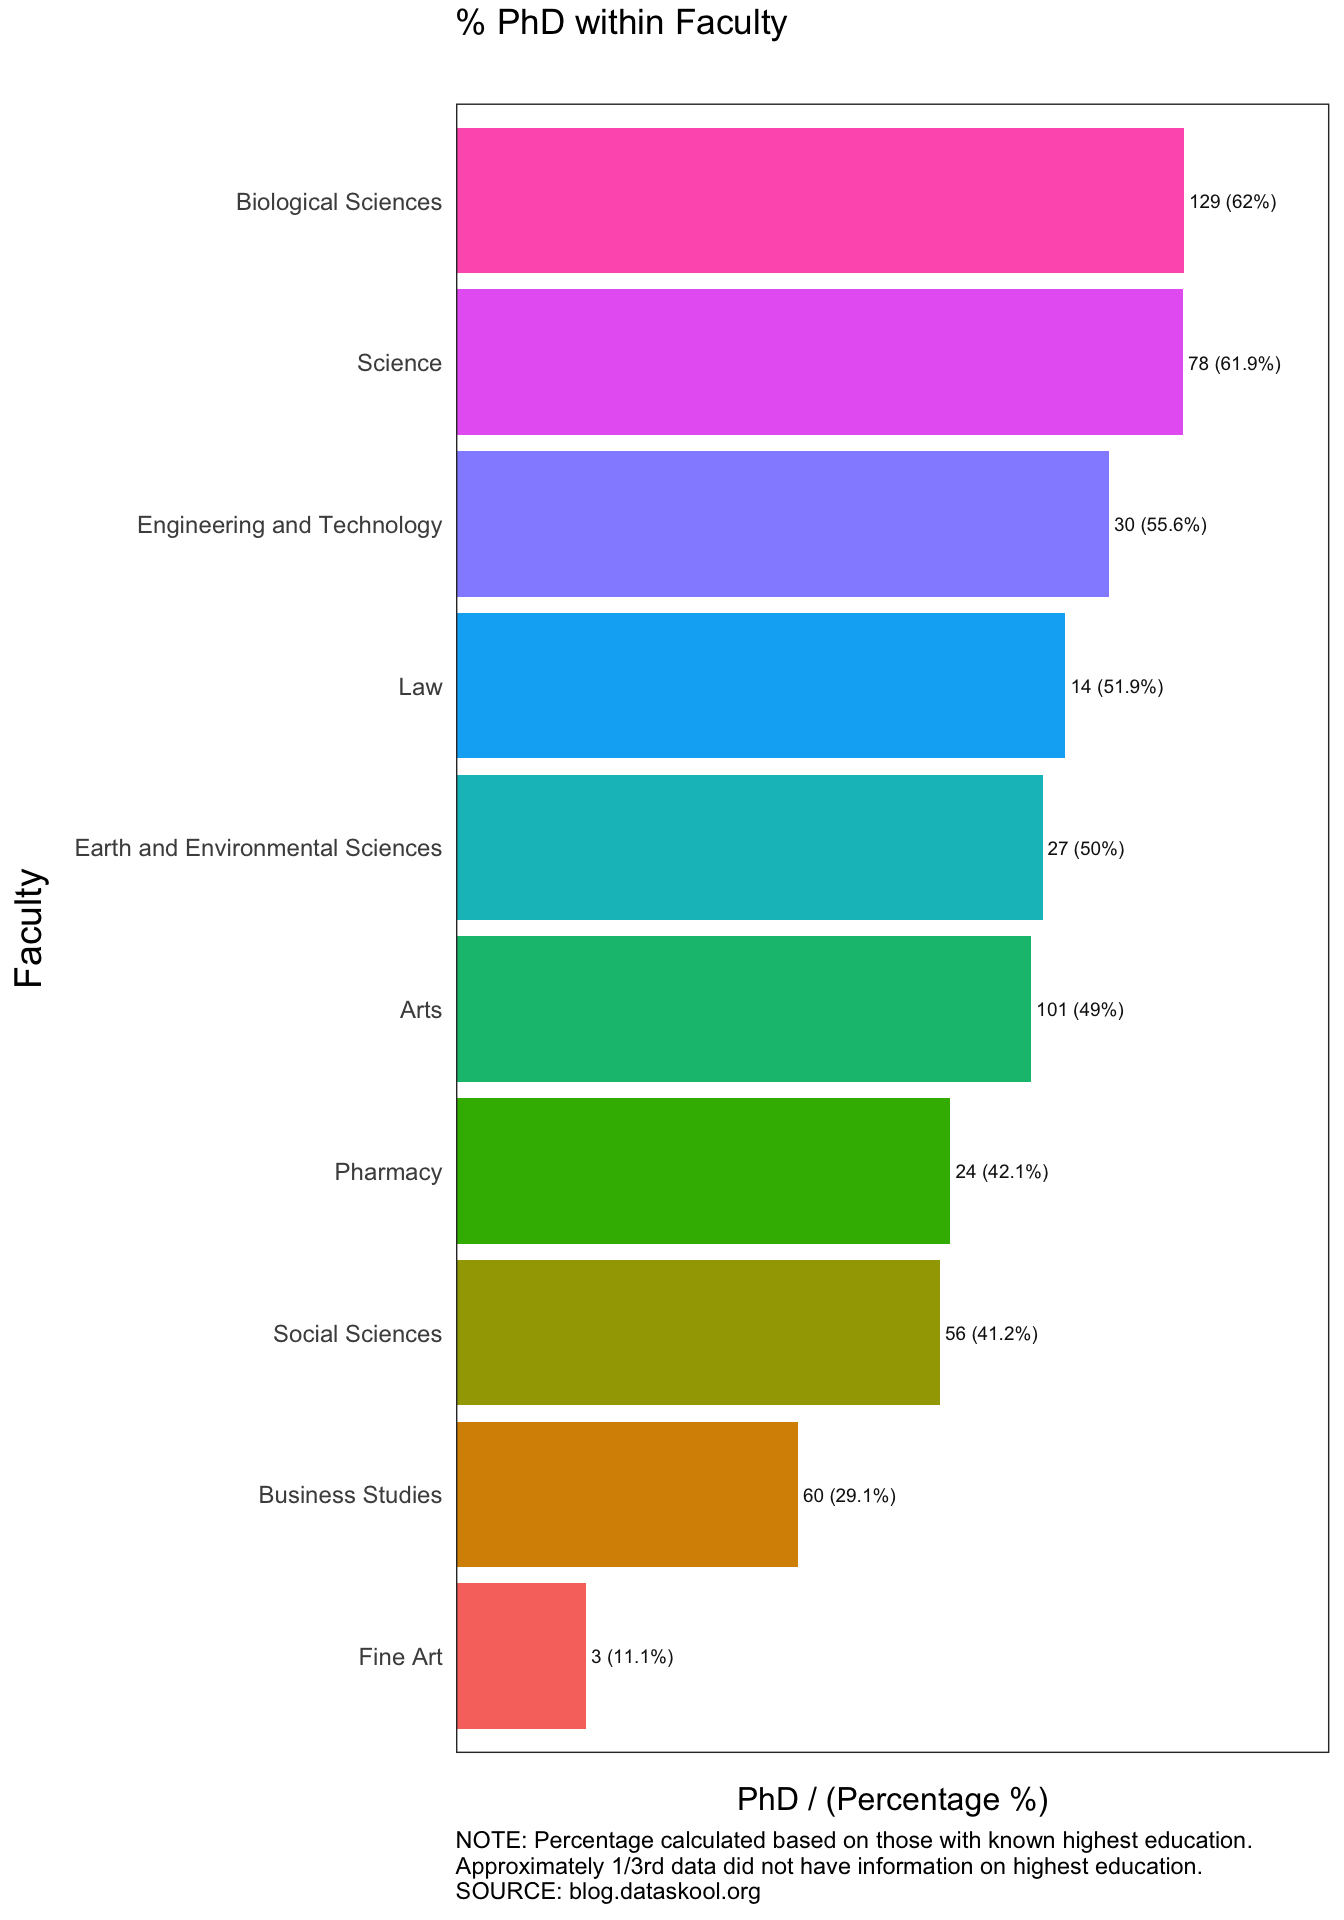 % PhD within Faculty
Biological Sciences
129 (62%)
Science
78 (61.9%)
Engineering and Technology
30 (55.6%)
Law
14 (51.9%)
Earth and Environmental Sciences
27 (50%)
Faculty
Arts
101 (49%)
Pharmacy
24 (42.1%)
Social Sciences
56 (41.2%)
Business Studies
60 (29.1%)
Fine Art
3 (11.1%)
PhD / (Percentage %)
NOTE: Percentage calculated based on those with known highest education.
Approximately 1/3rd data did not have information on highest education.
SOURCE: blog.dataskool.org